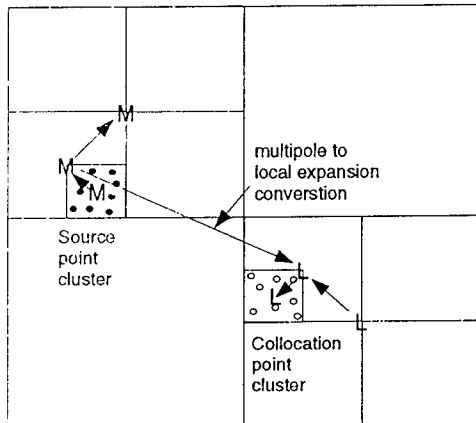 M
M
M
multipole to
local expansion
converstion
Source
point
cluster
L
L
L
Collocation
point
cluster